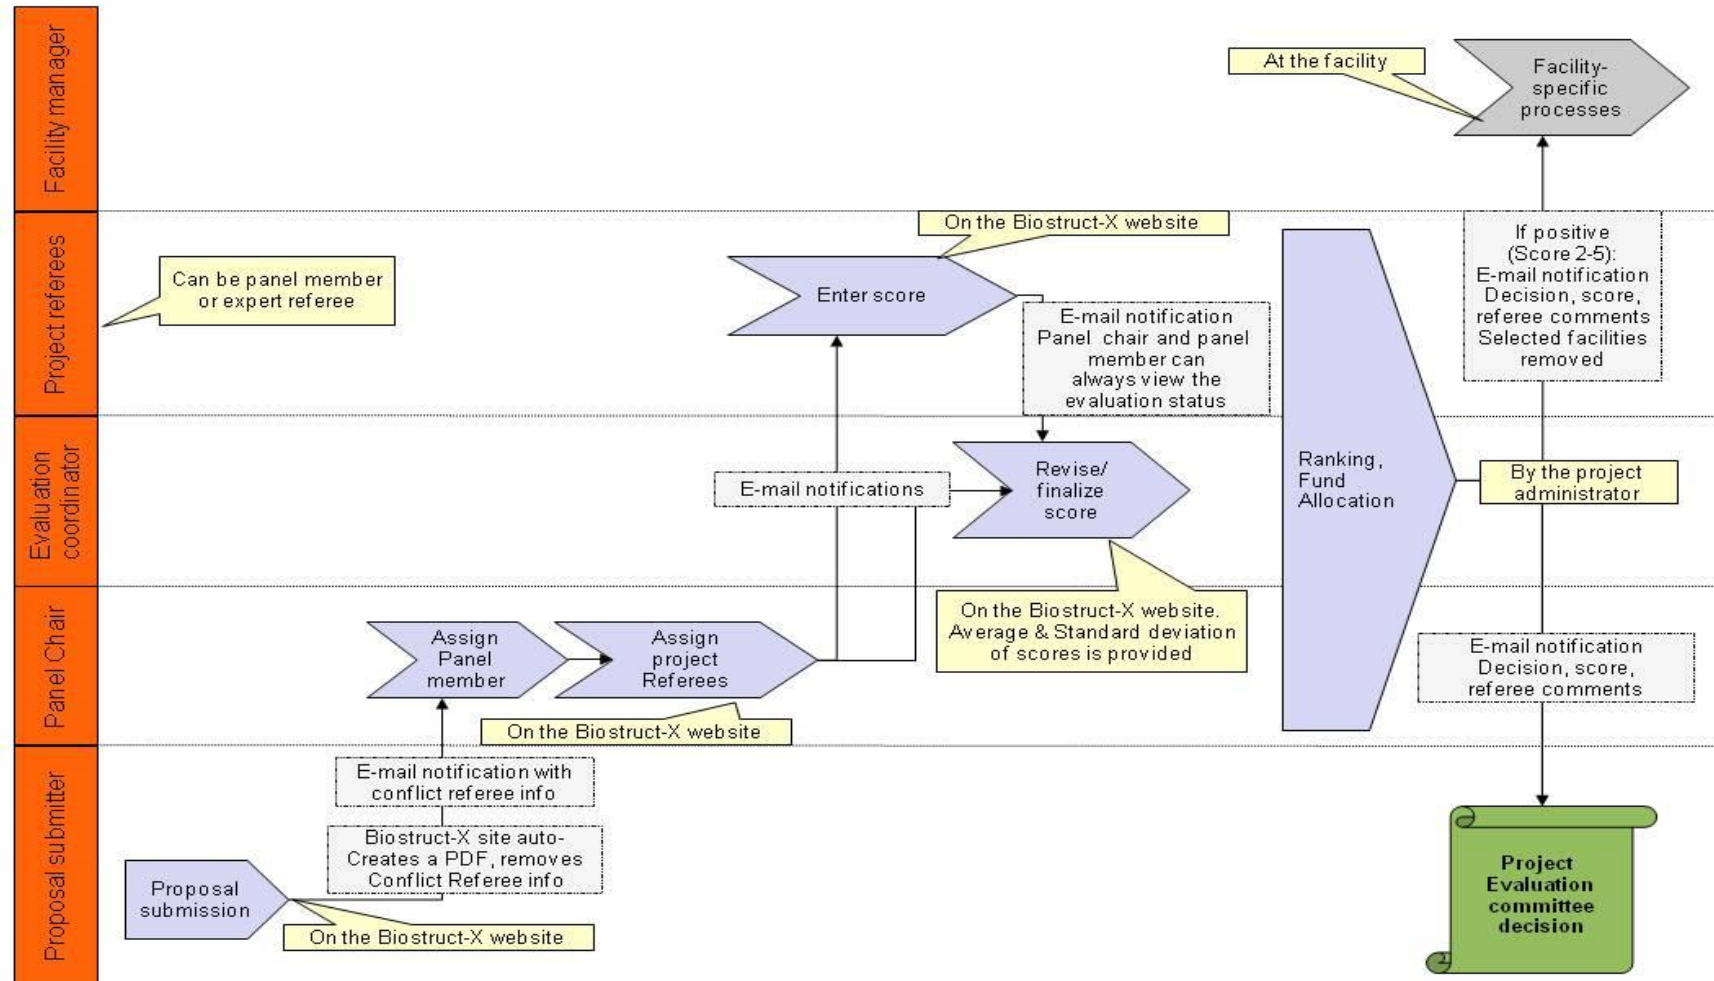 Facility manager
At the facility
Facility-
specific
processes
Project referees
Can be panel member
or expert referee
On the Biostruct-X website
Enter score
E-mail notification
Panel chair and panel
member can
always view the
evaluation status
If positive
(Score 2-5):
E-mail notification
Decision, score,
referee comments
Selected facilities
removed
Evaluation
coordinator
E-mail notifications
Revise/
finalize
score
Ranking,
Fund
Allocation
By the project
administrator
Panel Chair
Assign
Panel
member
Assign
project
Referees
On the Biostruct-X website
On the Biostruct-X website.
Average & Standard deviation
of scores is provided
E-mail notification
Decision, score,
referee comments
Proposal submitter
E-mail notification with
conflict referee info
Biostruct-X site auto-
Creates a PDF, removes
Conflict Referee info
Proposal
submission
On the Biostruct-X website
Project
Evaluation
committee
decision